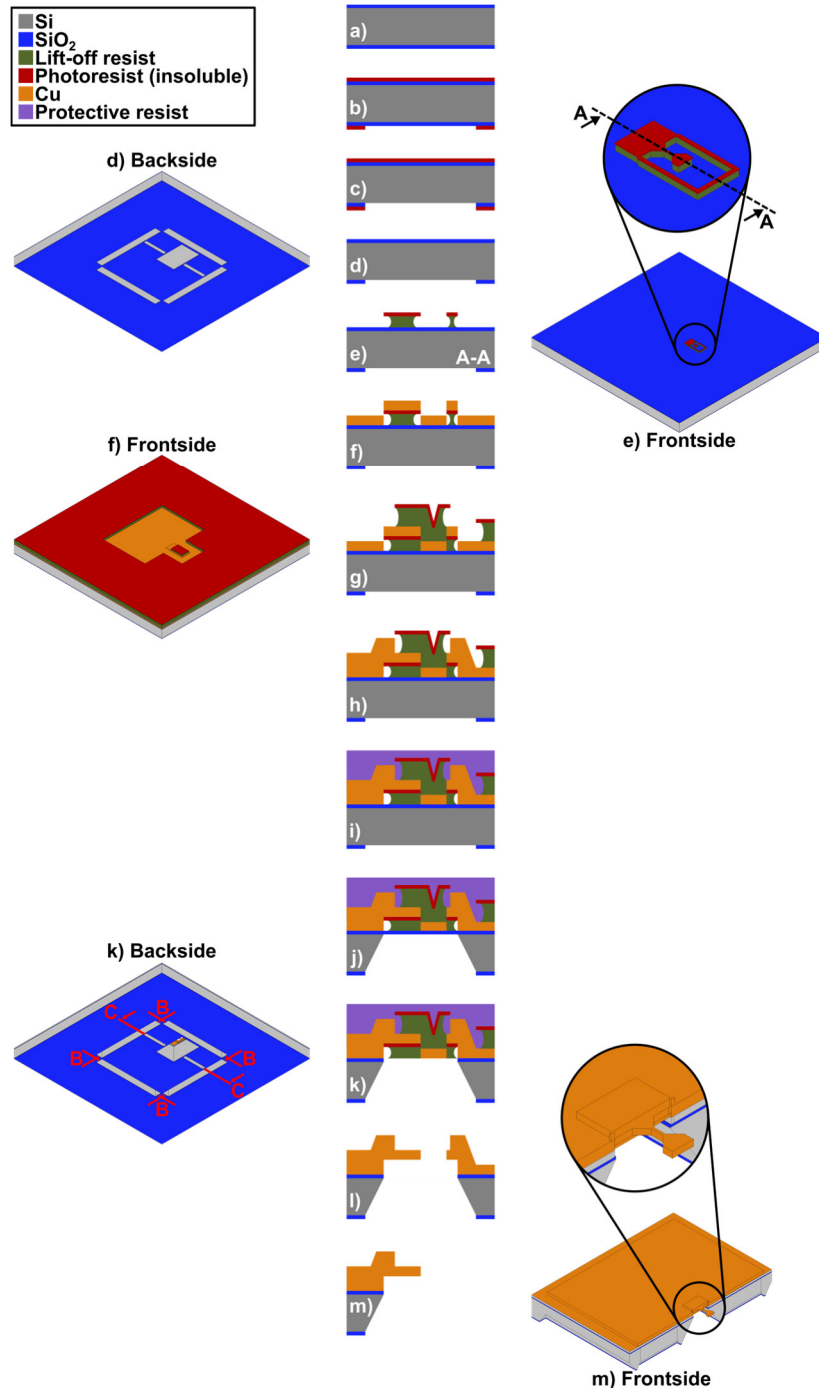 Si
SiO₂
Lift-off resist
Photoresist (insoluble)
Cu
Protective resist
a)
b)
c)
d)
e)
A-A
f)
g)
h)
i)
j)
k)
l)
m)
d) Backside
A
A
e) Frontside
f) Frontside
k) Backside
B
C
B
B
C
B
m) Frontside